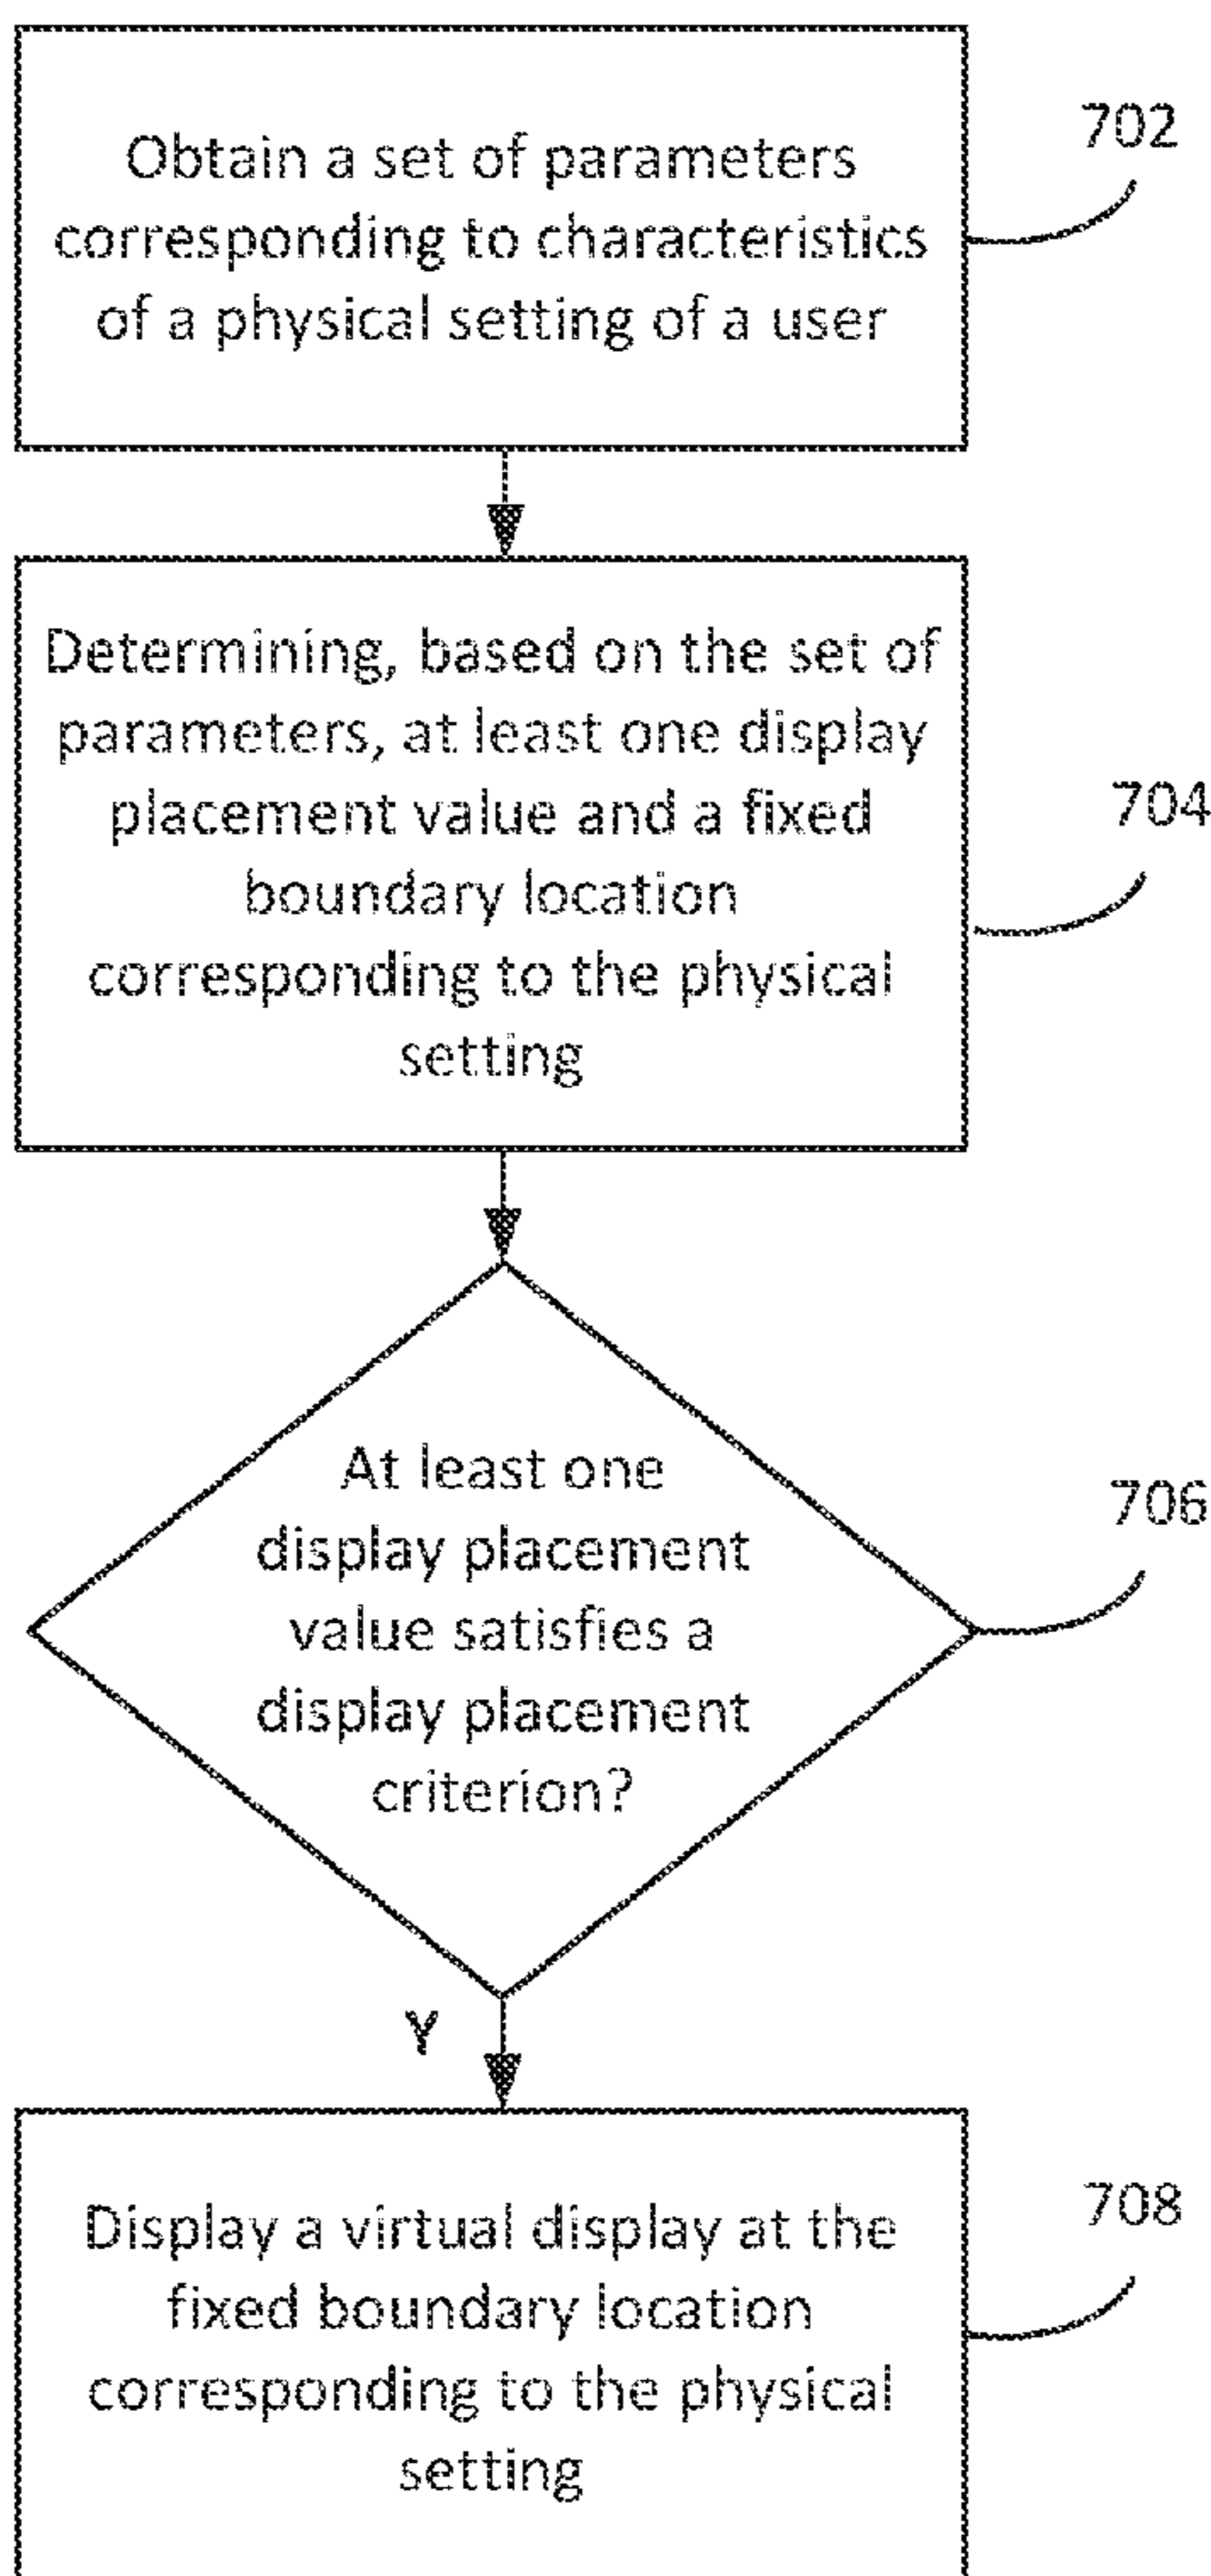 Obtain a set of parameters
corresponding to characteristics
of a physical setting of a user
702
Determining, based on the set of
parameters, at least one display
placement value and a fixed
boundary location
corresponding to the physical
setting
704
At least one
display placement
value satisfies a
display placement
criterion?
706
Y
Display a virtual display at the
fixed boundary location
corresponding to the physical
setting
708